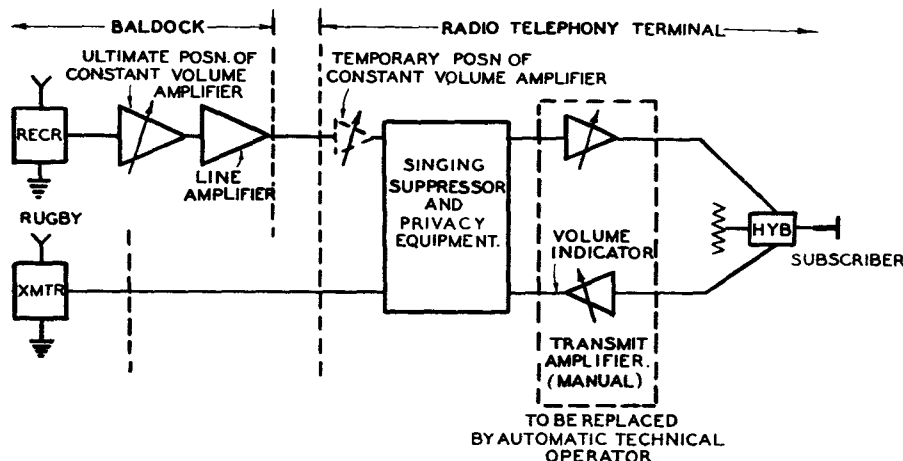 BALDOCK
RADIO TELEPHONY TERMINAL
ULTIMATE POSN. OF
CONSTANT VOLUME
AMPLIFIER
TEMPORARY POSN OF
CONSTANT VOLUME AMPLIFIER
RECR
LINE
AMPLIFIER
SINGING
SUPPRESSOR
AND
PRIVACY
EQUIPMENT.
RUGBY
XMTR
VOLUME
INDICATOR
HYB
SUBSCRIBER
TRANSMIT
AMPLIFIER.
(MANUAL)
TO BE REPLACED
BY AUTOMATIC TECHNICAL
OPERATOR